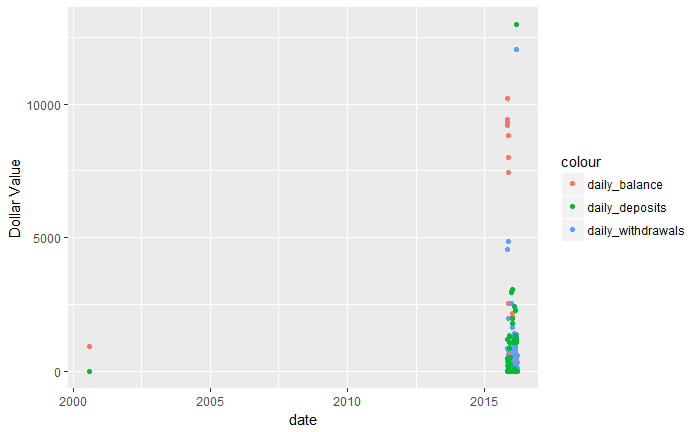 10000
5000
0
Dollar Value
2000
2005
2010
2015
date
colour
daily_balance
daily_deposits
daily_withdrawals